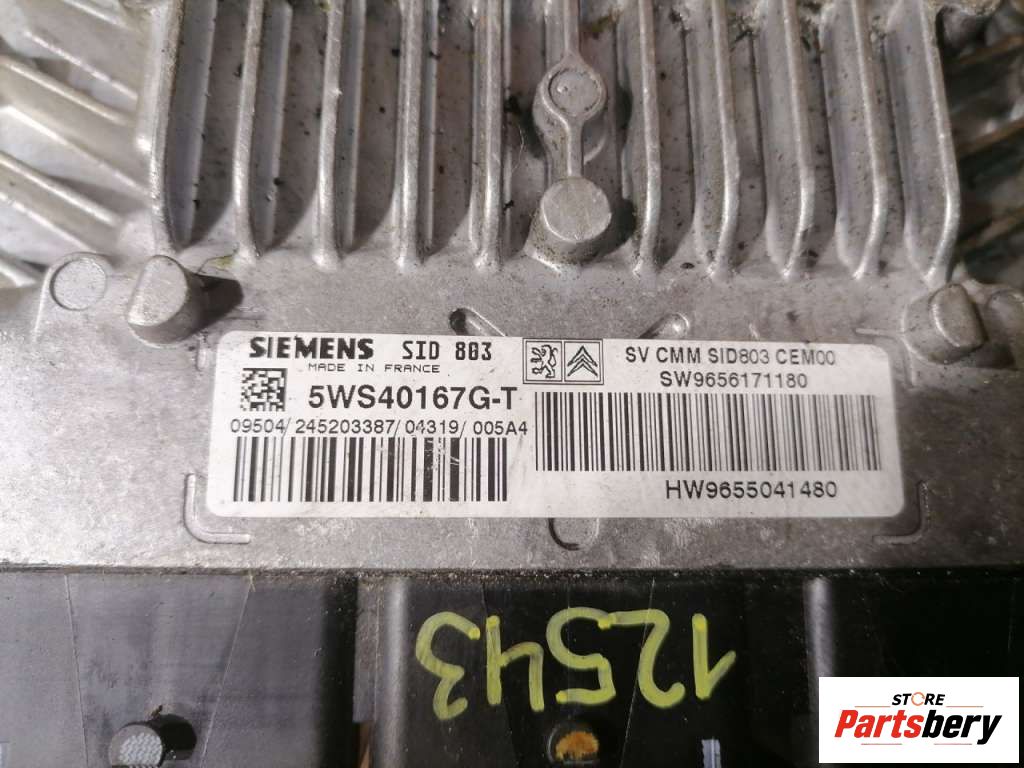 SIEMENS SID 803
MADE IN FRANCE
5WS40167G-T
09504/245203387/04319/005A4
SV CMM SID803 CEM00
SW9656171180
HW9655041480
12543
STORE
Partsbery